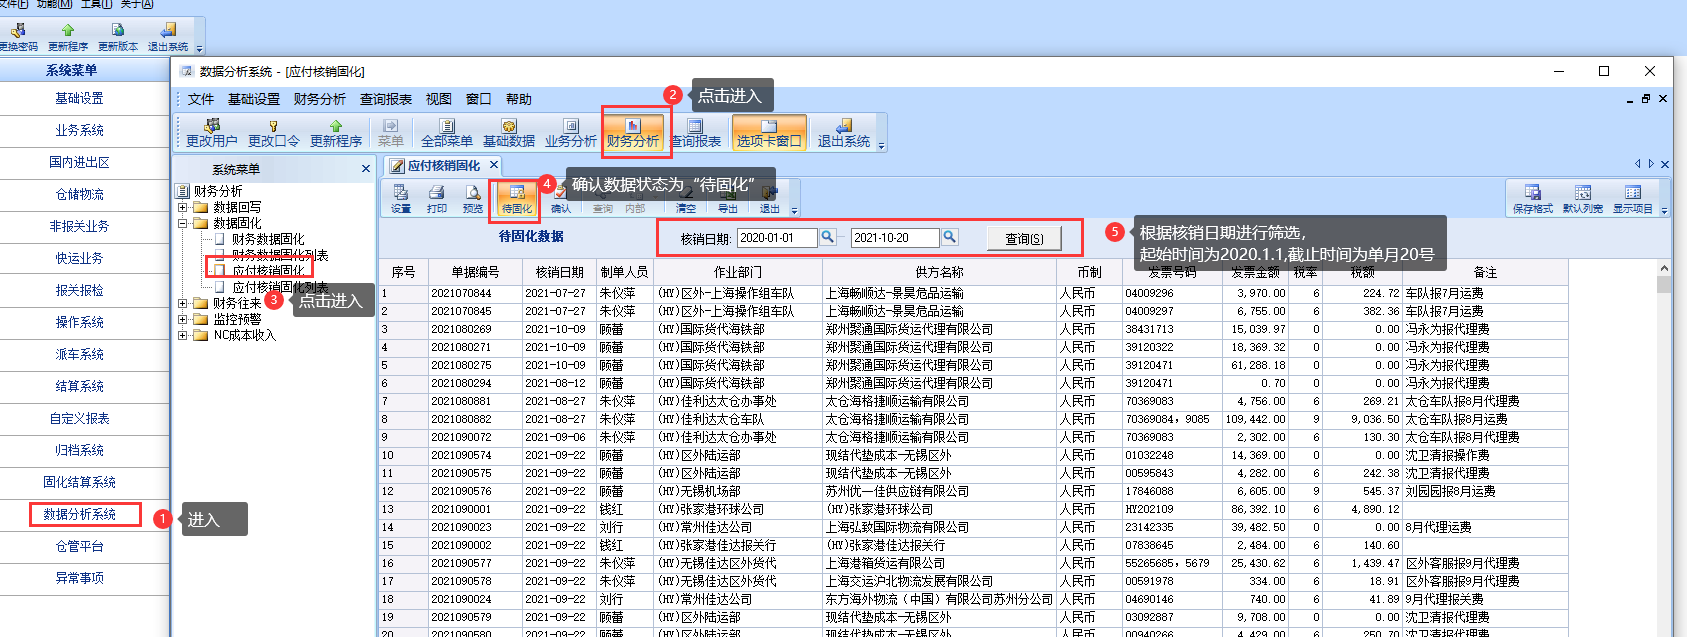 文件(F) 功能(M) 工具(T) 关于(A)
更换密码 更新程序 更新版本 退出系统
系统菜单
基础设置
业务系统
国内进出区
仓储物流
非报关业务
快运业务
报关报检
操作系统
派车系统
结算系统
自定义报表
归档系统
固化结算系统
数据分析系统
仓管平台
异常事项
1 进入
数据分析系统 - [应付核销固化]
文件 基础设置 财务分析 查询报表 视图 窗口 帮助
2 点击进入
更改用户 更改口令 更新程序 菜单 全部菜单 基础数据 业务分析 财务分析 查询报表 选项卡窗口 退出系统
系统菜单
财务分析
数据回写
数据固化
财务数据固化
财务数据固化列表
应付核销固化
应付核销固化列表
财务往来
监控预警
NC成本收入
3 点击进入
应付核销固化
设置 打印 预览 待固化 确认 查询 内部 清空 导出 退出
保存格式 默认列宽 显示项目
4 确认数据状态为“待固化”
待固化数据
核销日期: 2020-01-01 — 2021-10-20 查询(S)
5 根据核销日期进行筛选，
起始时间为2020.1.1,截止时间为单月20号
序号 单据编号 核销日期 制单人员 作业部门 供方名称 币制 发票号码 发票金额 税率 税额 备注
1 2021070844 2021-07-27 朱仪萍 (HY)区外-上海操作组车队 上海畅顺达-景昊危品运输 人民币 04009296 3,970.00 6 224.72 车队报7月运费
2 2021070845 2021-07-27 朱仪萍 (HY)区外-上海操作组车队 上海畅顺达-景昊危品运输 人民币 04009297 6,755.00 6 382.36 车队报7月运费
3 2021080269 2021-10-09 顾蕾 (HY)国际货代海铁部 郑州聚通国际货运代理有限公司 人民币 38431713 15,039.97 0 0.00 冯永为报代理费
4 2021080271 2021-10-09 顾蕾 (HY)国际货代海铁部 郑州聚通国际货运代理有限公司 人民币 39120322 18,369.32 0 0.00 冯永为报代理费
5 2021080275 2021-10-09 顾蕾 (HY)国际货代海铁部 郑州聚通国际货运代理有限公司 人民币 39120471 61,288.18 0 0.00 冯永为报代理费
6 2021080294 2021-08-12 顾蕾 (HY)国际货代海铁部 郑州聚通国际货运代理有限公司 人民币 39120471 0.70 0 0.00 冯永为报代理费
7 2021080881 2021-08-27 朱仪萍 (HY)佳利达太仓办事处 太仓海格捷顺运输有限公司 人民币 70369083 4,756.00 6 269.21 太仓车队报8月代理费
8 2021080882 2021-08-27 朱仪萍 (HY)佳利达太仓车队 太仓海格捷顺运输有限公司 人民币 70369084，9085 109,442.00 9 9,036.50 太仓车队报8月运费
9 2021090072 2021-09-06 朱仪萍 (HY)佳利达太仓办事处 太仓海格捷顺运输有限公司 人民币 70369083 2,302.00 6 130.30 太仓车队报8月代理费
10 2021090574 2021-09-22 顾蕾 (HY)区外陆运部 现结代垫成本-无锡区外 人民币 01032248 14,369.00 0 0.00 沈卫清报操作费
11 2021090575 2021-09-22 顾蕾 (HY)区外陆运部 现结代垫成本-无锡区外 人民币 00595843 4,282.00 6 242.38 沈卫清报代理费
12 2021090576 2021-09-22 顾蕾 (HY)无锡机场部 苏州优一佳供应链有限公司 人民币 17846088 6,605.00 9 545.37 刘园园报8月运费
13 2021090001 2021-09-22 钱红 (HY)张家港环球公司 (HY)张家港环球公司 人民币 HY202109 86,392.10 6 4,890.12
14 2021090023 2021-09-22 刘行 (HY)常州佳达公司 上海弘致国际物流有限公司 人民币 23142335 39,482.50 0 0.00 8月代理运费
15 2021090002 2021-09-22 钱红 (HY)张家港佳达报关行 (HY)张家港佳达报关行 人民币 07838645 2,484.00 6 140.60
16 2021090577 2021-09-22 朱仪萍 (HY)无锡佳达区外货代 上海港箱货运有限公司 人民币 55265685，5679 25,430.62 6 1,439.47 区外客服报9月代理费
17 2021090578 2021-09-22 朱仪萍 (HY)无锡佳达区外货代 上海交运沪北物流发展有限公司 人民币 00591978 334.00 6 18.91 区外客服报9月代理费
18 2021090024 2021-09-22 刘行 (HY)常州佳达公司 东方海外物流（中国）有限公司苏州分公司 人民币 04690146 740.00 6 41.89 9月代理报关费
19 2021090579 2021-09-22 顾蕾 (HY)区外陆运部 现结代垫成本-无锡区外 人民币 03092887 9,708.00 0 0.00 沈卫清报代理费
20 2021090580 2021-09-22 顾蕾 (HY)区外陆运部 现结代垫成本-无锡区外 人民币 00940266 4,429.00 6 250.70 沈卫清报代理费